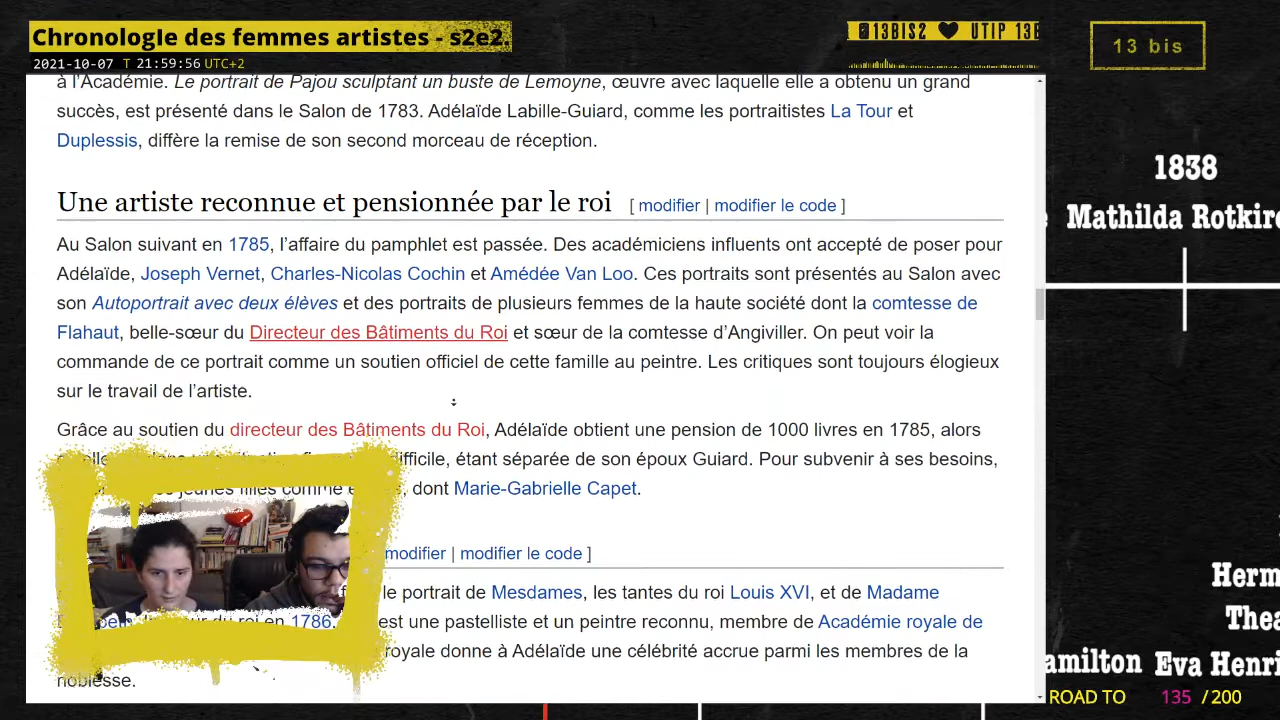 Chronologie des femmes artistes - s2e2
2021-10-07 T 21:59:56 UTC+2
@13BIS2 UTIP 13B
13 bis
à l'Académie. Le portrait de Pajou sculptant un buste de Lemoyne, œuvre avec laquelle elle a obtenu un grand
succès, est présenté dans le Salon de 1783. Adélaïde Labille-Guiard, comme les portraitistes La Tour et
Duplessis, diffère la remise de son second morceau de réception.
Une artiste reconnue et pensionnée par le roi [ modifier | modifier le code ]
Au Salon suivant en 1785, l'affaire du pamphlet est passée. Des académiciens influents ont accepté de poser pour
Adélaïde, Joseph Vernet, Charles-Nicolas Cochin et Amédée Van Loo. Ces portraits sont présentés au Salon avec
son Autoportrait avec deux élèves et des portraits de plusieurs femmes de la haute société dont la comtesse de
Flahaut, belle-sœur du Directeur des Bâtiments du Roi et sœur de la comtesse d'Angiviller. On peut voir la
commande de ce portrait comme un soutien officiel de cette famille au peintre. Les critiques sont toujours élogieux
sur le travail de l'artiste.
Grâce au soutien du directeur des Bâtiments du Roi, Adélaïde obtient une pension de 1000 livres en 1785, alors
difficile, étant séparée de son époux Guiard. Pour subvenir à ses besoins,
jeunes filles comme dont Marie-Gabrielle Capet.
modifier | modifier le code ]
le portrait de Mesdames, les tantes du roi Louis XVI, et de Madame
du roi en 1786. est une pastelliste et un peintre reconnu, membre de Académie royale de
royale donne à Adélaïde une célébrité accrue parmi les membres de la
noblesse.
1838
Mathilda Rotkir
Herm
Thea
amilton Eva Henri
ROAD TO 135 / 200